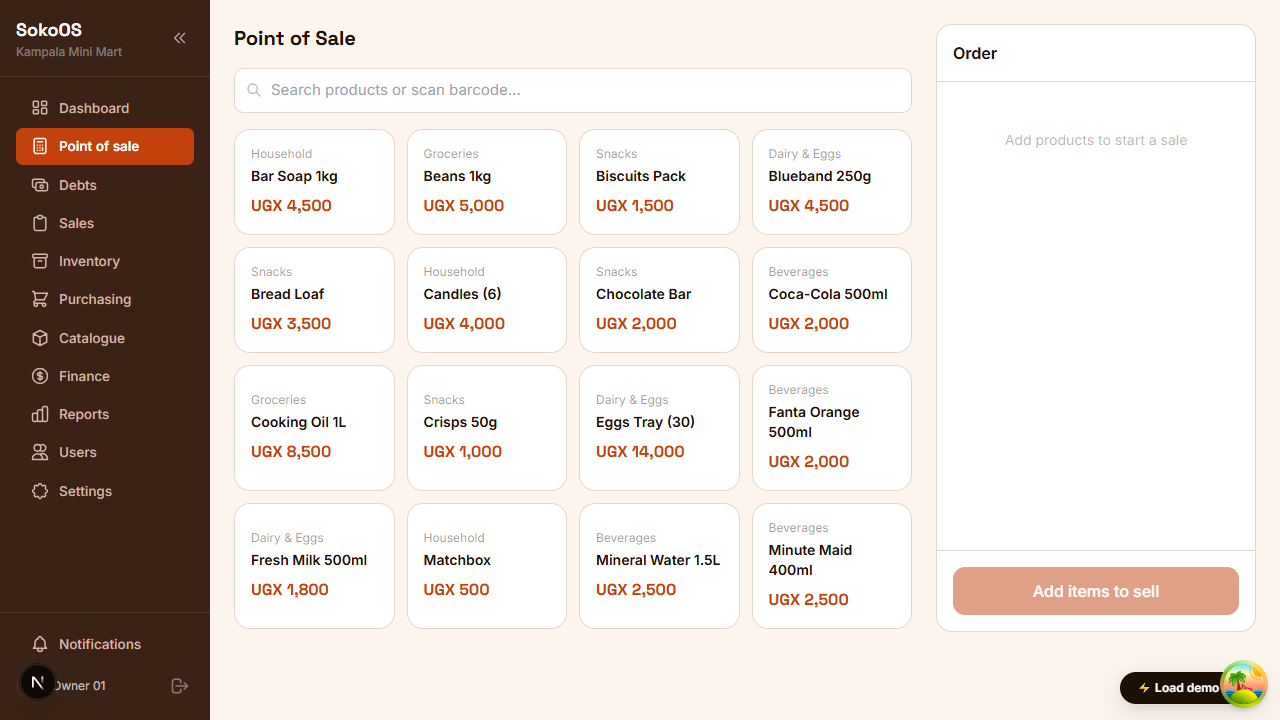 SokoOS
Kampala Mini Mart
Dashboard
Point of sale
Debts
Sales
Inventory
Purchasing
Catalogue
Finance
Reports
Users
Settings
Notifications
N
Owner 01
Point of Sale
Search products or scan barcode...
Household
Bar Soap 1kg
UGX 4,500
Groceries
Beans 1kg
UGX 5,000
Snacks
Biscuits Pack
UGX 1,500
Dairy & Eggs
Blueband 250g
UGX 4,500
Snacks
Bread Loaf
UGX 3,500
Household
Candles (6)
UGX 4,000
Snacks
Chocolate Bar
UGX 2,000
Beverages
Coca-Cola 500ml
UGX 2,000
Groceries
Cooking Oil 1L
UGX 8,500
Snacks
Crisps 50g
UGX 1,000
Dairy & Eggs
Eggs Tray (30)
UGX 14,000
Beverages
Fanta Orange
500ml
UGX 2,000
Dairy & Eggs
Fresh Milk 500ml
UGX 1,800
Household
Matchbox
UGX 500
Beverages
Mineral Water 1.5L
UGX 2,500
Beverages
Minute Maid
400ml
UGX 2,500
Order
Add products to start a sale
Add items to sell
Load demo